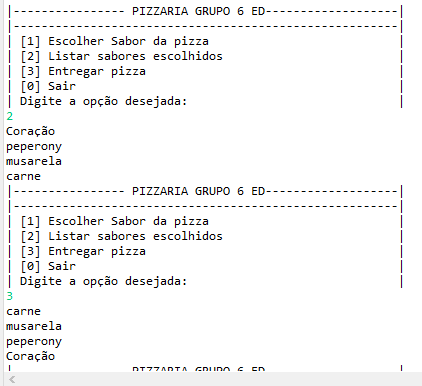 |---------------- PIZZARIA GRUPO 6 ED-------------------|
|-------------------------------------------------------|
| [1] Escolher Sabor da pizza |
| [2] Listar sabores escolhidos |
| [3] Entregar pizza |
| [0] Sair |
| Digite a opção desejada: |
2
Coração
peperony
musarela
carne
|---------------- PIZZARIA GRUPO 6 ED-------------------|
|-------------------------------------------------------|
| [1] Escolher Sabor da pizza |
| [2] Listar sabores escolhidos |
| [3] Entregar pizza |
| [0] Sair |
| Digite a opção desejada: |
3
carne
musarela
peperony
Coração
|---------------- PIZZARIA GRUPO 6 ED-------------------|